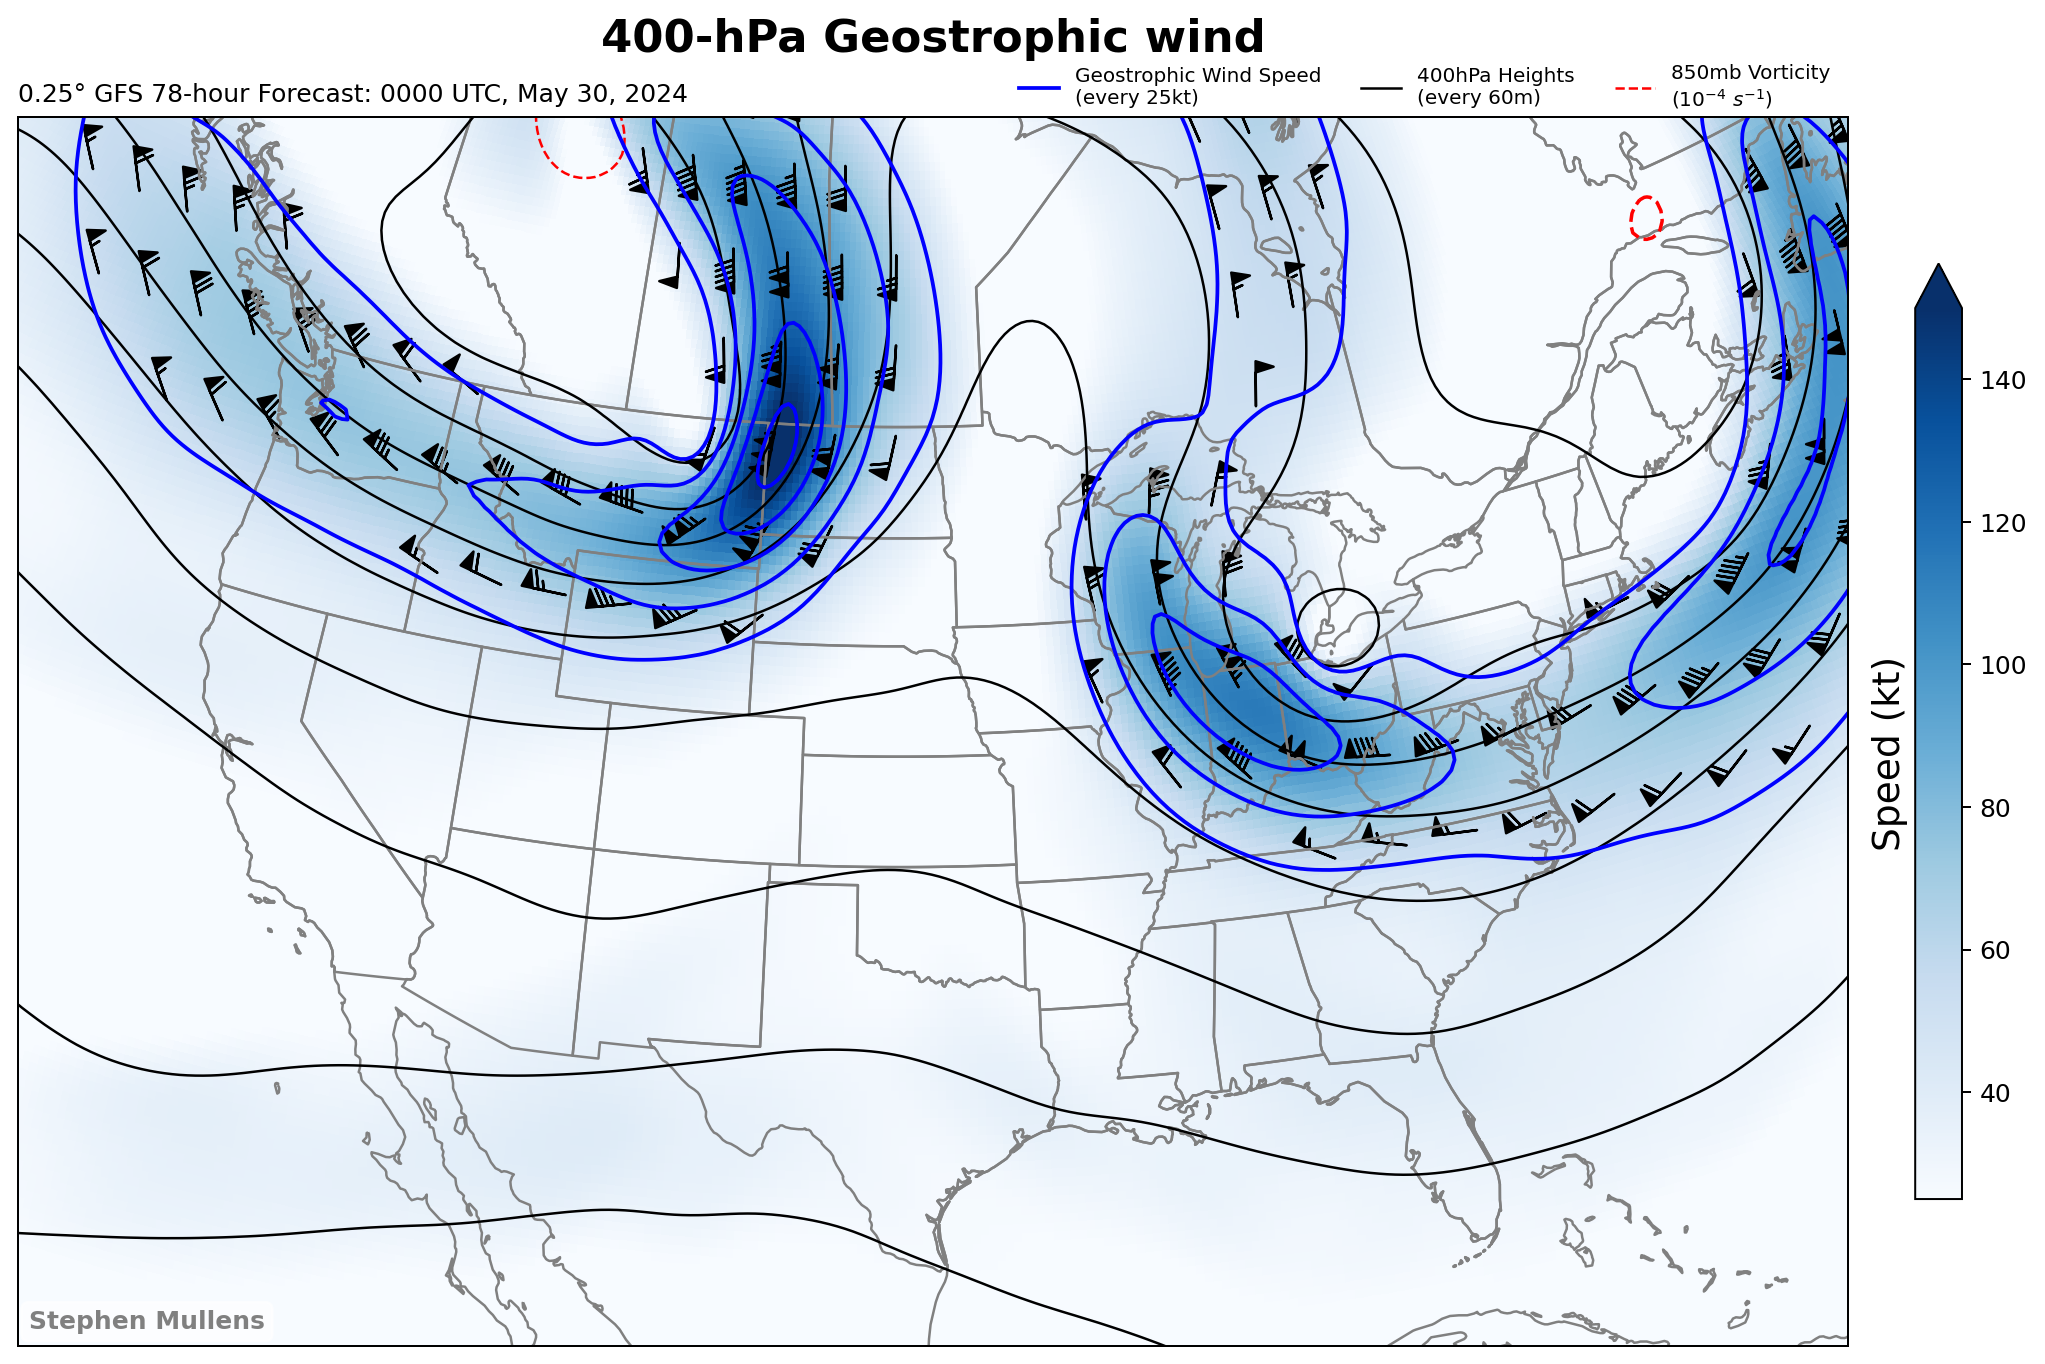 400-hPa Geostrophic wind
0.25° GFS 78-hour Forecast: 0000 UTC, May 30, 2024
Geostrophic Wind Speed
(every 25kt)
400hPa Heights
(every 60m)
850mb Vorticity
(10⁻⁴ s⁻¹)
140
120
100
80
60
40
Speed (kt)
Stephen Mullens